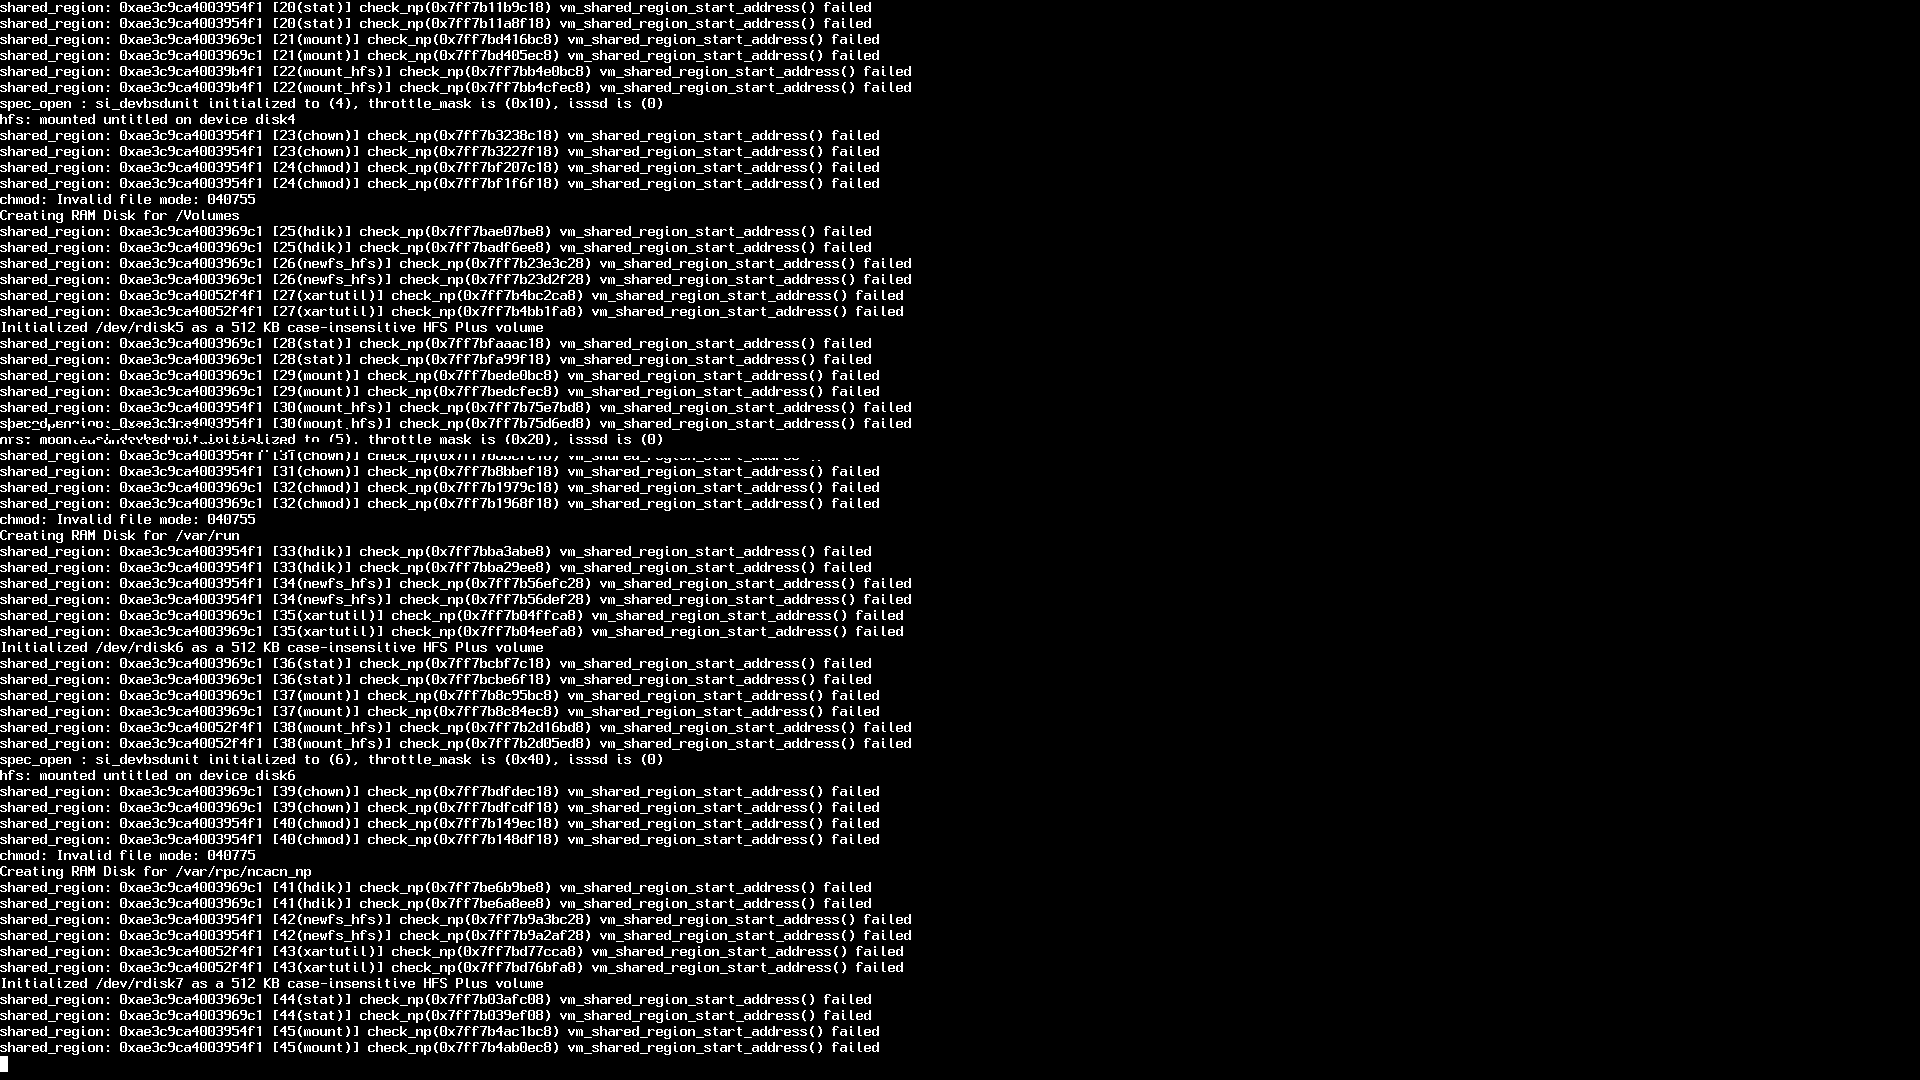 shared_region: 0xae3c9ca4003954f1 [20(stat)] check_np(0x7ff7b11b9c18) vm_shared_region_start_address() failed
shared_region: 0xae3c9ca4003954f1 [20(stat)] check_np(0x7ff7b11a8f18) vm_shared_region_start_address() failed
shared_region: 0xae3c9ca4003969c1 [21(mount)] check_np(0x7ff7bd416bc8) vm_shared_region_start_address() failed
shared_region: 0xae3c9ca4003969c1 [21(mount)] check_np(0x7ff7bd405ec8) vm_shared_region_start_address() failed
shared_region: 0xae3c9ca40039b4f1 [22(mount_hfs)] check_np(0x7ff7bb4e0bc8) vm_shared_region_start_address() failed
shared_region: 0xae3c9ca40039b4f1 [22(mount_hfs)] check_np(0x7ff7bb4cfec8) vm_shared_region_start_address() failed
spec_open : si_devbsdunit initialized to (4), throttle_mask is (0x10), isssd is (0)
hfs: mounted untitled on device disk4
shared_region: 0xae3c9ca4003954f1 [23(chown)] check_np(0x7ff7b3238c18) vm_shared_region_start_address() failed
shared_region: 0xae3c9ca4003954f1 [23(chown)] check_np(0x7ff7b3227f18) vm_shared_region_start_address() failed
shared_region: 0xae3c9ca4003954f1 [24(chmod)] check_np(0x7ff7bf207c18) vm_shared_region_start_address() failed
shared_region: 0xae3c9ca4003954f1 [24(chmod)] check_np(0x7ff7bf1f6f18) vm_shared_region_start_address() failed
chmod: Invalid file mode: 040755
Creating RAM Disk for /Volumes
shared_region: 0xae3c9ca4003969c1 [25(hdik)] check_np(0x7ff7bae07be8) vm_shared_region_start_address() failed
shared_region: 0xae3c9ca4003969c1 [25(hdik)] check_np(0x7ff7badf6ee8) vm_shared_region_start_address() failed
shared_region: 0xae3c9ca4003969c1 [26(newfs_hfs)] check_np(0x7ff7b23e3c28) vm_shared_region_start_address() failed
shared_region: 0xae3c9ca4003969c1 [26(newfs_hfs)] check_np(0x7ff7b23d2f28) vm_shared_region_start_address() failed
shared_region: 0xae3c9ca40052f4f1 [27(xartutil)] check_np(0x7ff7b4bc2ca8) vm_shared_region_start_address() failed
shared_region: 0xae3c9ca40052f4f1 [27(xartutil)] check_np(0x7ff7b4bb1fa8) vm_shared_region_start_address() failed
Initialized /dev/rdisk5 as a 512 KB case-insensitive HFS Plus volume
shared_region: 0xae3c9ca4003969c1 [28(stat)] check_np(0x7ff7bfaaac18) vm_shared_region_start_address() failed
shared_region: 0xae3c9ca4003969c1 [28(stat)] check_np(0x7ff7bfa99f18) vm_shared_region_start_address() failed
shared_region: 0xae3c9ca4003969c1 [29(mount)] check_np(0x7ff7bede0bc8) vm_shared_region_start_address() failed
shared_region: 0xae3c9ca4003969c1 [29(mount)] check_np(0x7ff7bedcfec8) vm_shared_region_start_address() failed
shared_region: 0xae3c9ca4003954f1 [30(mount_hfs)] check_np(0x7ff7b75e7bd8) vm_shared_region_start_address() failed
0xae3c9ca4003954f1 [30(mount_hfs)] check_np(0x7ff7b75d6ed8) vm_shared_region_start_address() failed
to (5), throttle_mask is (0x20), isssd is (0)
shared_region: 0xae3c9ca4003954f1 [31(chown)]
shared_region: 0xae3c9ca4003954f1 [31(chown)] check_np(0x7ff7b8bbef18) vm_shared_region_start_address() failed
shared_region: 0xae3c9ca4003954f1 [32(chmod)] check_np(0x7ff7b1979c18) vm_shared_region_start_address() failed
shared_region: 0xae3c9ca4003954f1 [32(chmod)] check_np(0x7ff7b1968f18) vm_shared_region_start_address() failed
chmod: Invalid file mode: 040755
Creating RAM Disk for /var/run
shared_region: 0xae3c9ca4003954f1 [33(hdik)] check_np(0x7ff7bba3abe8) vm_shared_region_start_address() failed
shared_region: 0xae3c9ca4003954f1 [33(hdik)] check_np(0x7ff7bba29ee8) vm_shared_region_start_address() failed
shared_region: 0xae3c9ca4003954f1 [34(newfs_hfs)] check_np(0x7ff7b56efc28) vm_shared_region_start_address() failed
shared_region: 0xae3c9ca4003954f1 [34(newfs_hfs)] check_np(0x7ff7b56def28) vm_shared_region_start_address() failed
shared_region: 0xae3c9ca4003969c1 [35(xartutil)] check_np(0x7ff7b04ffca8) vm_shared_region_start_address() failed
shared_region: 0xae3c9ca4003969c1 [35(xartutil)] check_np(0x7ff7b04eefa8) vm_shared_region_start_address() failed
Initialized /dev/rdisk6 as a 512 KB case-insensitive HFS Plus volume
shared_region: 0xae3c9ca4003969c1 [36(stat)] check_np(0x7ff7bcbf7c18) vm_shared_region_start_address() failed
shared_region: 0xae3c9ca4003969c1 [36(stat)] check_np(0x7ff7bcbe6f18) vm_shared_region_start_address() failed
shared_region: 0xae3c9ca4003969c1 [37(mount)] check_np(0x7ff7b8c95bc8) vm_shared_region_start_address() failed
shared_region: 0xae3c9ca4003969c1 [37(mount)] check_np(0x7ff7b8c84ec8) vm_shared_region_start_address() failed
shared_region: 0xae3c9ca40052f4f1 [38(mount_hfs)] check_np(0x7ff7b2d16bd8) vm_shared_region_start_address() failed
shared_region: 0xae3c9ca40052f4f1 [38(mount_hfs)] check_np(0x7ff7b2d05ed8) vm_shared_region_start_address() failed
spec_open : si_devbsdunit initialized to (6), throttle_mask is (0x40), isssd is (0)
hfs: mounted untitled on device disk6
shared_region: 0xae3c9ca4003969c1 [39(chown)] check_np(0x7ff7bdfdec18) vm_shared_region_start_address() failed
shared_region: 0xae3c9ca4003969c1 [39(chown)] check_np(0x7ff7bdfcdf18) vm_shared_region_start_address() failed
shared_region: 0xae3c9ca4003954f1 [40(chmod)] check_np(0x7ff7b149ec18) vm_shared_region_start_address() failed
shared_region: 0xae3c9ca4003954f1 [40(chmod)] check_np(0x7ff7b148df18) vm_shared_region_start_address() failed
chmod: Invalid file mode: 040775
Creating RAM Disk for /var/rpc/ncacn_np
shared_region: 0xae3c9ca4003969c1 [41(hdik)] check_np(0x7ff7be6b9be8) vm_shared_region_start_address() failed
shared_region: 0xae3c9ca4003969c1 [41(hdik)] check_np(0x7ff7be6a8ee8) vm_shared_region_start_address() failed
shared_region: 0xae3c9ca4003954f1 [42(newfs_hfs)] check_np(0x7ff7b9a3bc28) vm_shared_region_start_address() failed
shared_region: 0xae3c9ca4003954f1 [42(newfs_hfs)] check_np(0x7ff7b9a2af28) vm_shared_region_start_address() failed
shared_region: 0xae3c9ca40052f4f1 [43(xartutil)] check_np(0x7ff7bd77cca8) vm_shared_region_start_address() failed
shared_region: 0xae3c9ca40052f4f1 [43(xartutil)] check_np(0x7ff7bd76bfa8) vm_shared_region_start_address() failed
Initialized /dev/rdisk7 as a 512 KB case-insensitive HFS Plus volume
shared_region: 0xae3c9ca4003969c1 [44(stat)] check_np(0x7ff7b03afc08) vm_shared_region_start_address() failed
shared_region: 0xae3c9ca4003969c1 [44(stat)] check_np(0x7ff7b039ef08) vm_shared_region_start_address() failed
shared_region: 0xae3c9ca4003954f1 [45(mount)] check_np(0x7ff7b4ac1bc8) vm_shared_region_start_address() failed
shared_region: 0xae3c9ca4003954f1 [45(mount)] check_np(0x7ff7b4ab0ec8) vm_shared_region_start_address() failed